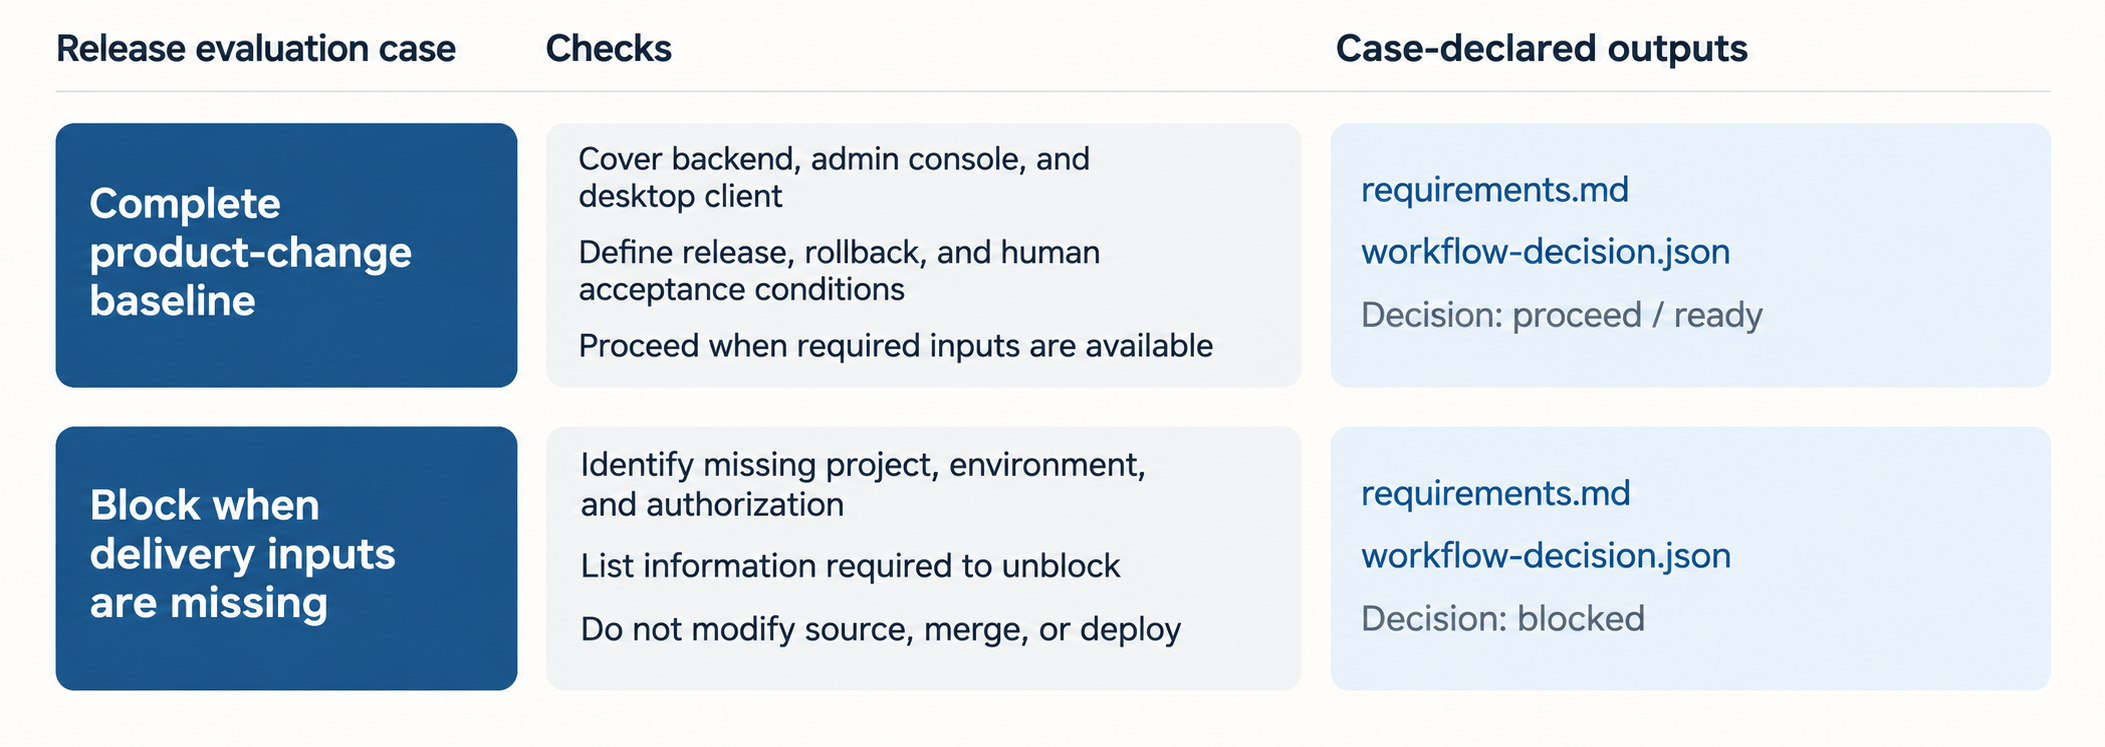 Release evaluation case
Checks
Case-declared outputs
Complete
product-change
baseline
Cover backend, admin console, and
desktop client
Define release, rollback, and human
acceptance conditions
Proceed when required inputs are available
requirements.md
workflow-decision.json
Decision: proceed / ready
Block when
delivery inputs
are missing
Identify missing project, environment,
and authorization
List information required to unblock
Do not modify source, merge, or deploy
requirements.md
workflow-decision.json
Decision: blocked